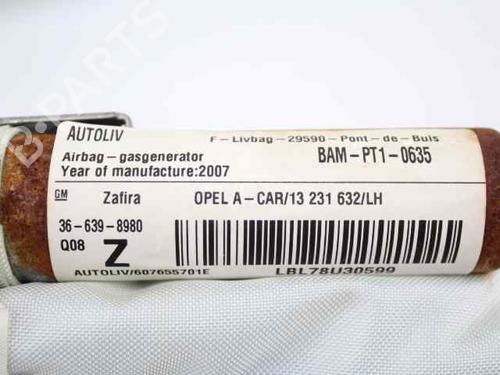 B-PARTS
AUTOLIV
F-Livbag-29590-Pont-de-Buis
Airbag-gasgenerator
BAM-PT1-0635
Year of manufacture:2007
GM
Zafira
OPEL A-CAR/13 231 632/LH
36-639-8980
Q08
Z
AUTOLIV/607655701E
LBL78U30599